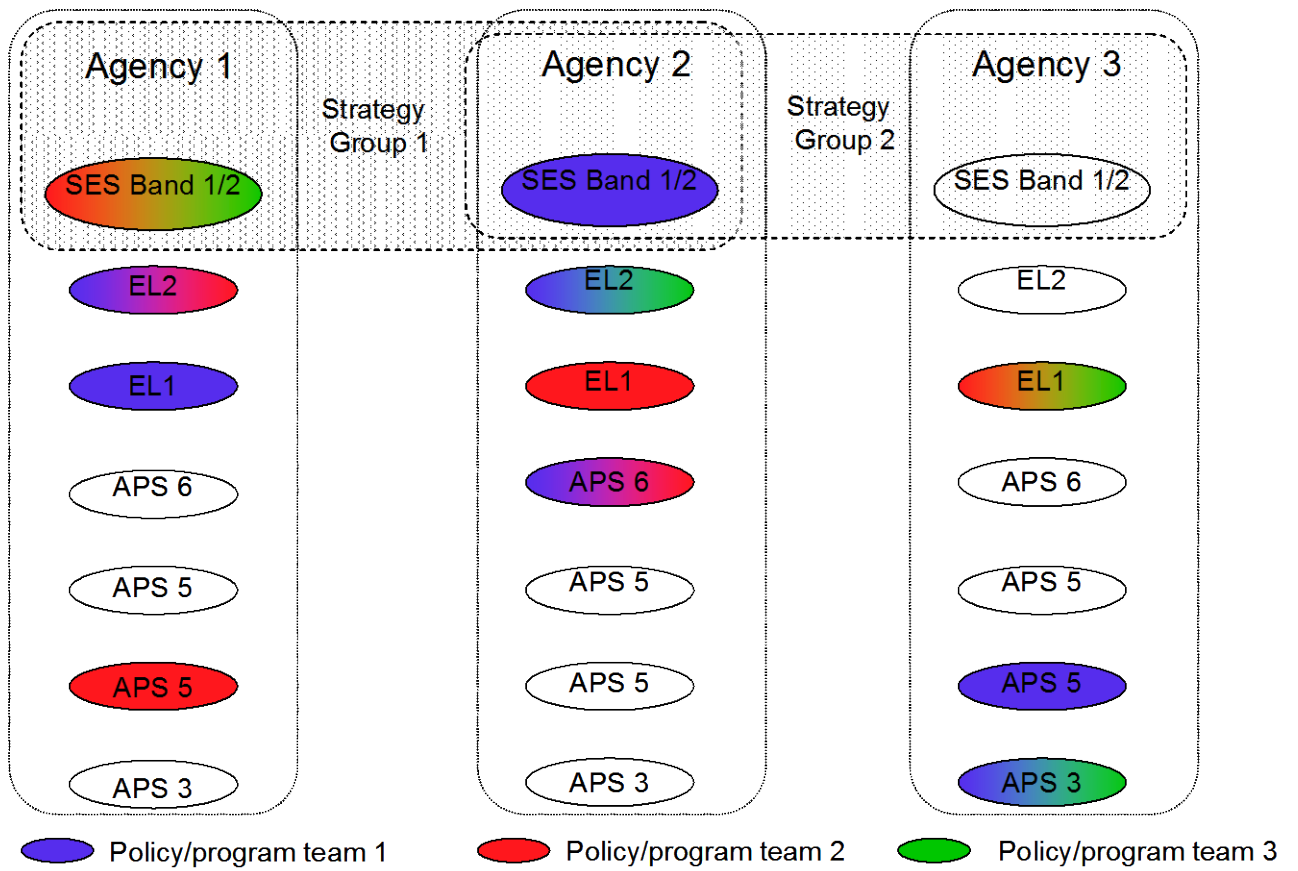 Agency 1
Agency 2
Agency 3
Strategy
Group 1
Strategy
Group 2
SES Band 1/2
SES Band 1/2
SES Band 1/2
EL2
EL2
EL2
EL1
EL1
EL1
APS 6
APS 6
APS 6
APS 5
APS 5
APS 5
APS 5
APS 5
APS 5
APS 3
APS 3
APS 3
Policy/program team 1
Policy/program team 2
Policy/program team 3